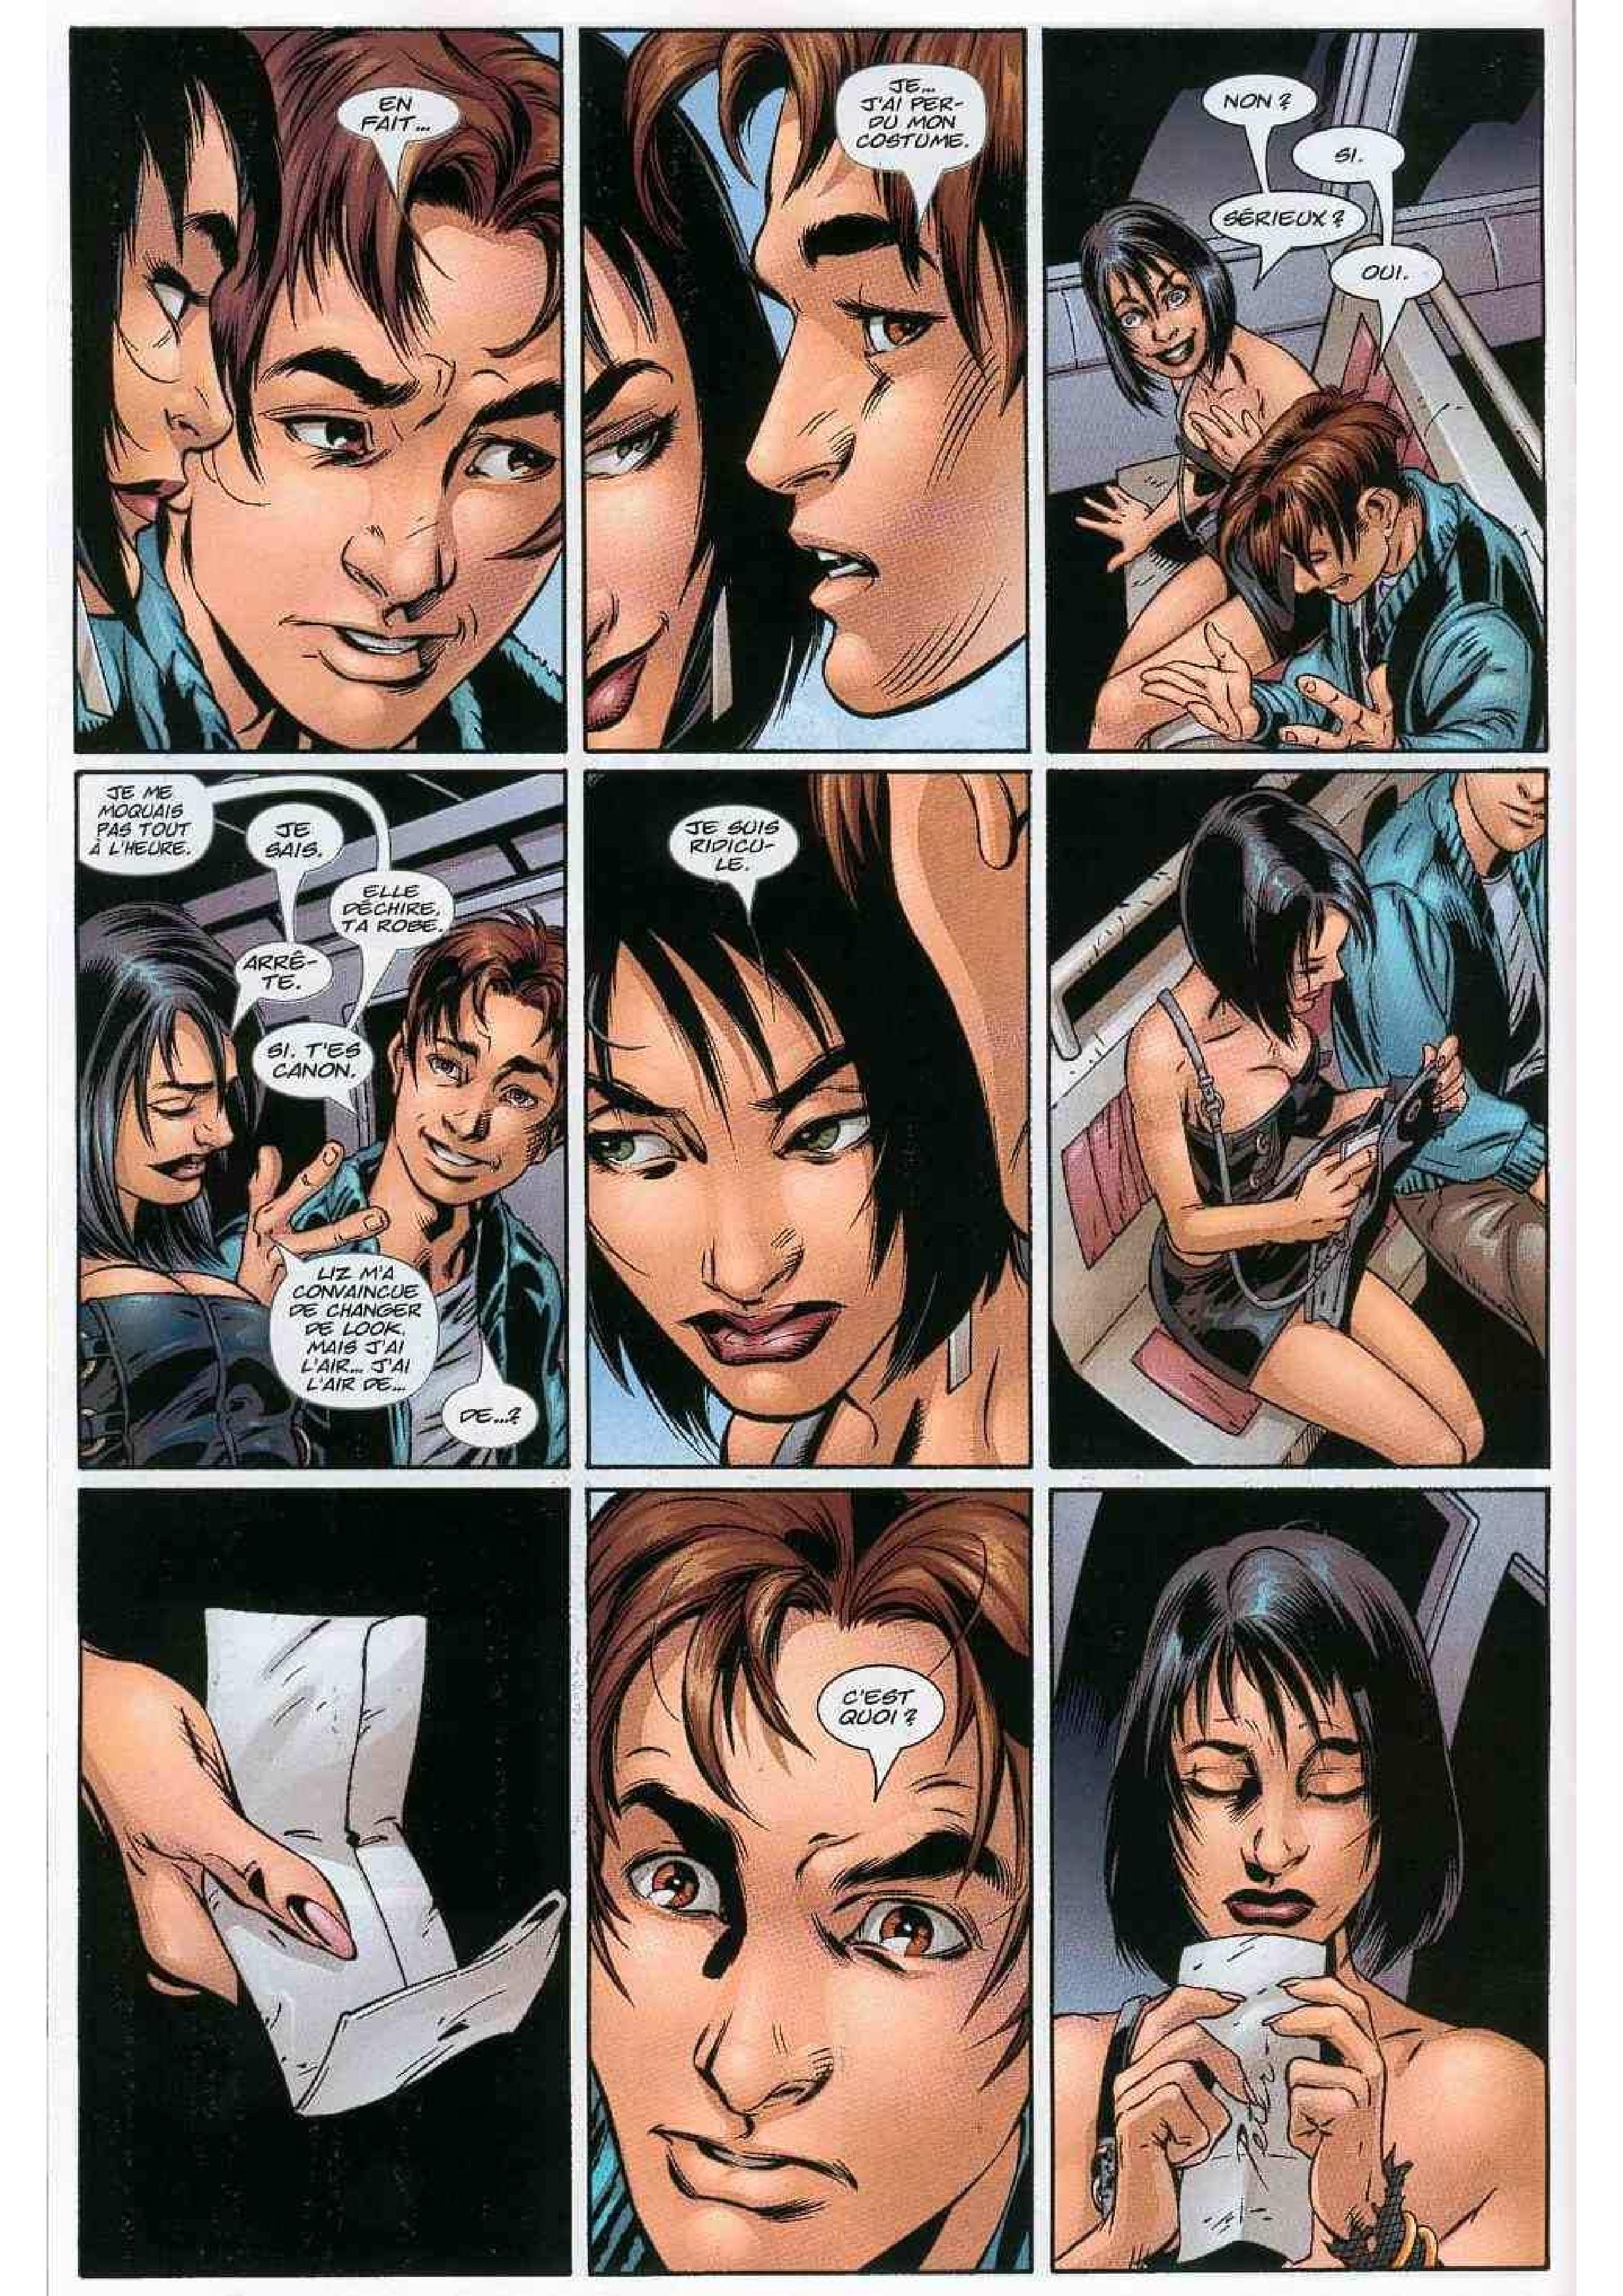 EN
FAIT...
JE...
J'AI PER-
DU MON
COSTUME.
NON ?
SI.
SÉRIEUX ?
OUI.
JE ME
MOQUAIS
PAS TOUT
À L'HEURE.
JE
SAIS.
ELLE
DÉCHIRE,
TA ROBE.
ARRÊ-
TE.
SI. T'ES
CANON.
LIZ M'A
CONVAINCUE
DE CHANGER
DE LOOK,
MAIS J'AI
L'AIR... J'AI
L'AIR DE...
DE...?
JE SUIS
RIDICU-
LE.
C'EST
QUOI ?
Peter